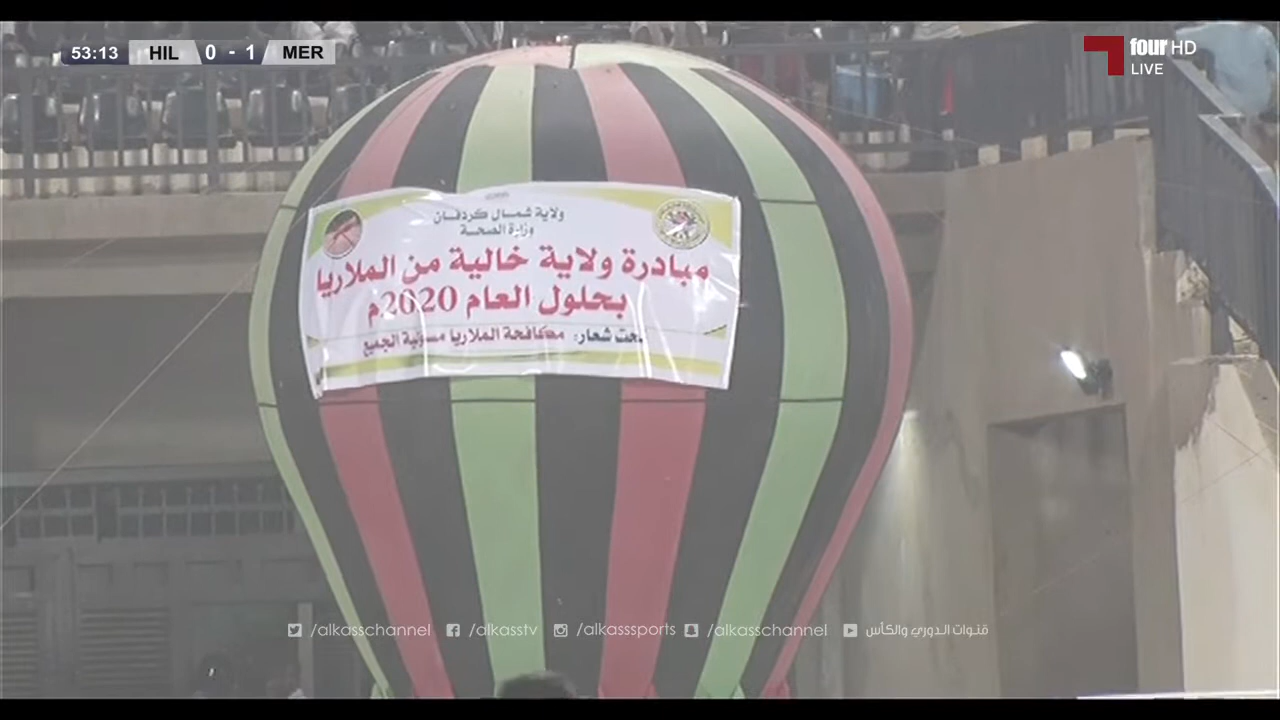 53:13 HIL 0 - 1 MER
four HD
LIVE
ولاية شمال كردفان
وزارة الصحة
مبادرة ولاية خالية من الملاريا
بحلول العام 2020م
تحت شعار: مكافحة الملاريا مسؤلية الجميع
/alkasschannel /alkasstv /alkasssports /alkasschannel قنوات الدوري والكأس